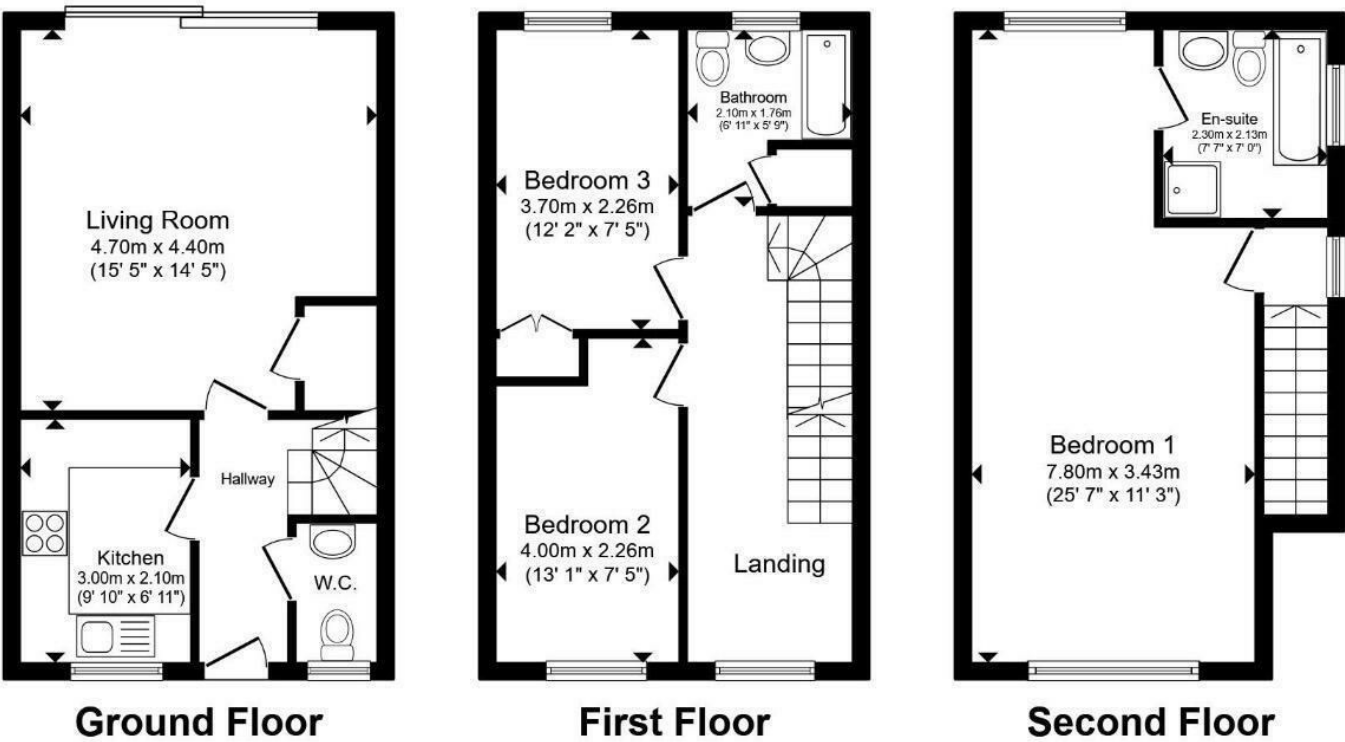 Living Room
4.70m x 4.40m
(15' 5" x 14' 5")
Hallway
Kitchen
3.00m x 2.10m
(9' 10" x 6' 11")
W.C.
Ground Floor
Bathroom
2.10m x 1.76m
(6' 11" x 5' 9")
Bedroom 3
3.70m x 2.26m
(12' 2" x 7' 5")
Bedroom 2
4.00m x 2.26m
(13' 1" x 7' 5")
Landing
First Floor
En-suite
2.30m x 2.13m
(7' 7" x 7' 0")
Bedroom 1
7.80m x 3.43m
(25' 7" x 11' 3")
Second Floor